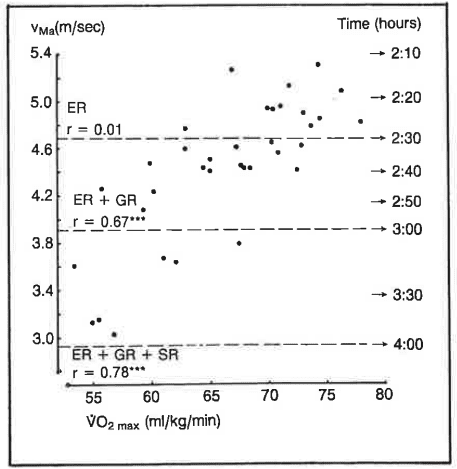 vMa(m/sec) Time (hours)
5.4 → 2:10
5.0 → 2:20
ER
r = 0.01
→ 2:30
4.6
→ 2:40
4.2
ER + GR → 2:50
r = 0.67***
3.8 → 3:00
3.4 → 3:30
3.0
→ 4:00
ER + GR + SR
r = 0.78***
55 60 65 70 75 80
V̇O2 max (ml/kg/min)